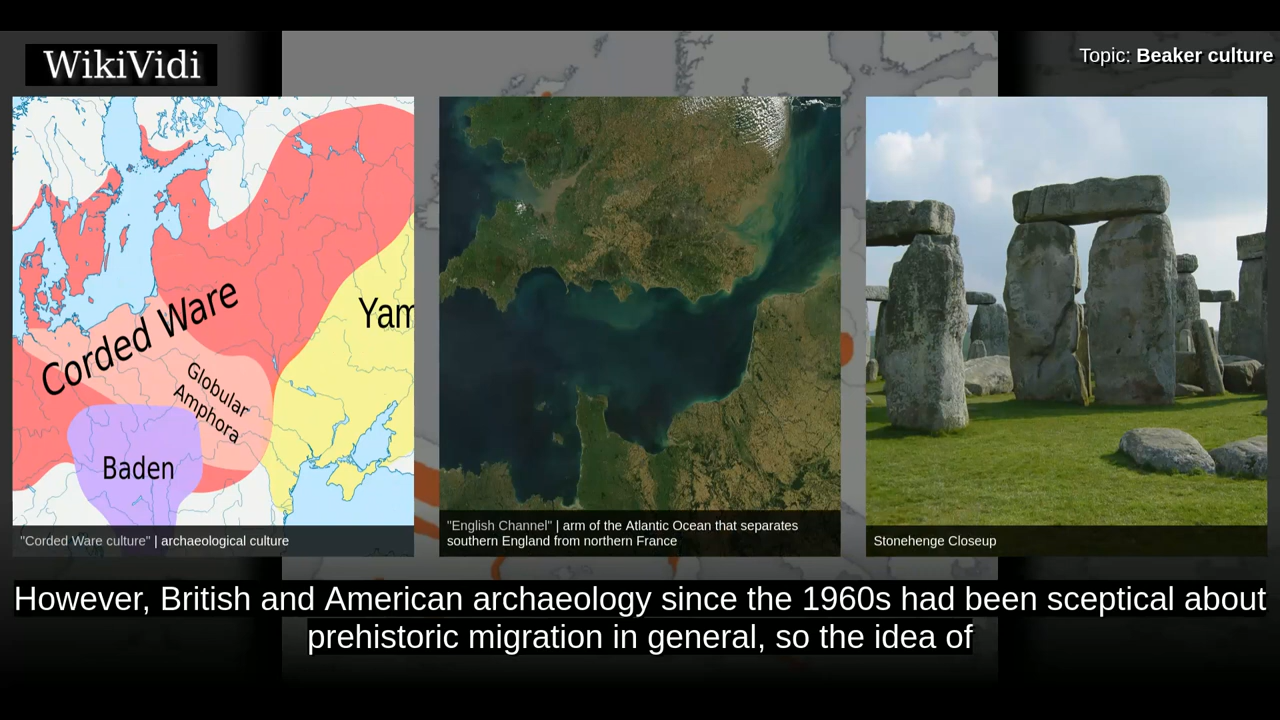 WikiVidi
Topic: Beaker culture
Corded Ware
Yam
Globular
Amphora
Baden
"Corded Ware culture" | archaeological culture
"English Channel" | arm of the Atlantic Ocean that separates
southern England from northern France
Stonehenge Closeup
However, British and American archaeology since the 1960s had been sceptical about
prehistoric migration in general, so the idea of